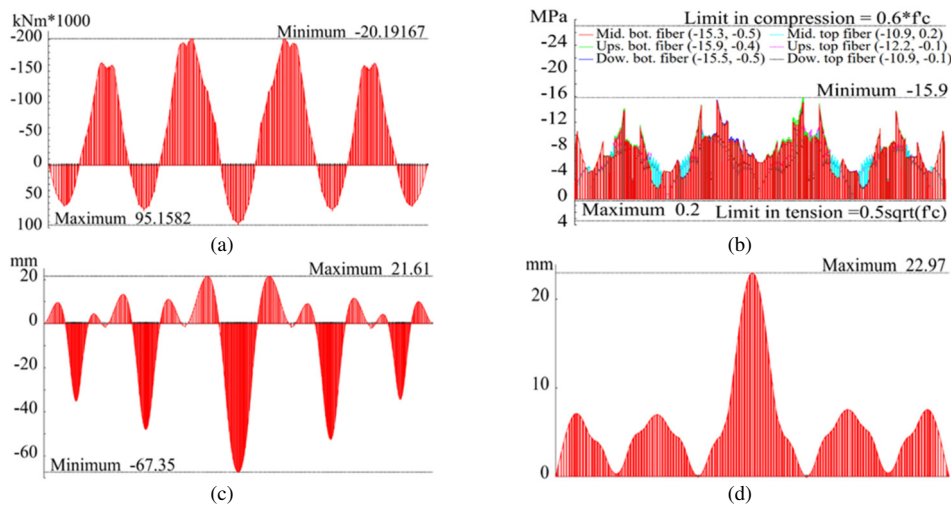 kNm*1000
Minimum -20.19167
-200
-150
-100
-50
0
50
100
Maximum 95.1582
(a)
MPa
Limit in compression = 0.6*f'c
Mid. bot. fiber (-15.3, -0.5)
Mid. top fiber (-10.9, 0.2)
Ups. bot. fiber (-15.9, -0.4)
Ups. top fiber (-12.2, -0.1)
Dow. bot. fiber (-15.5, -0.5)
Dow. top fiber (-10.9, -0.1)
-24
-20
Minimum -15.9
-16
-12
-8
-4
0
4
Maximum 0.2
Limit in tension =0.5sqrt(f'c)
(b)
mm
Maximum 21.61
20
0
-20
-40
-60
Minimum -67.35
(c)
mm
Maximum 22.97
20
10
0
(d)